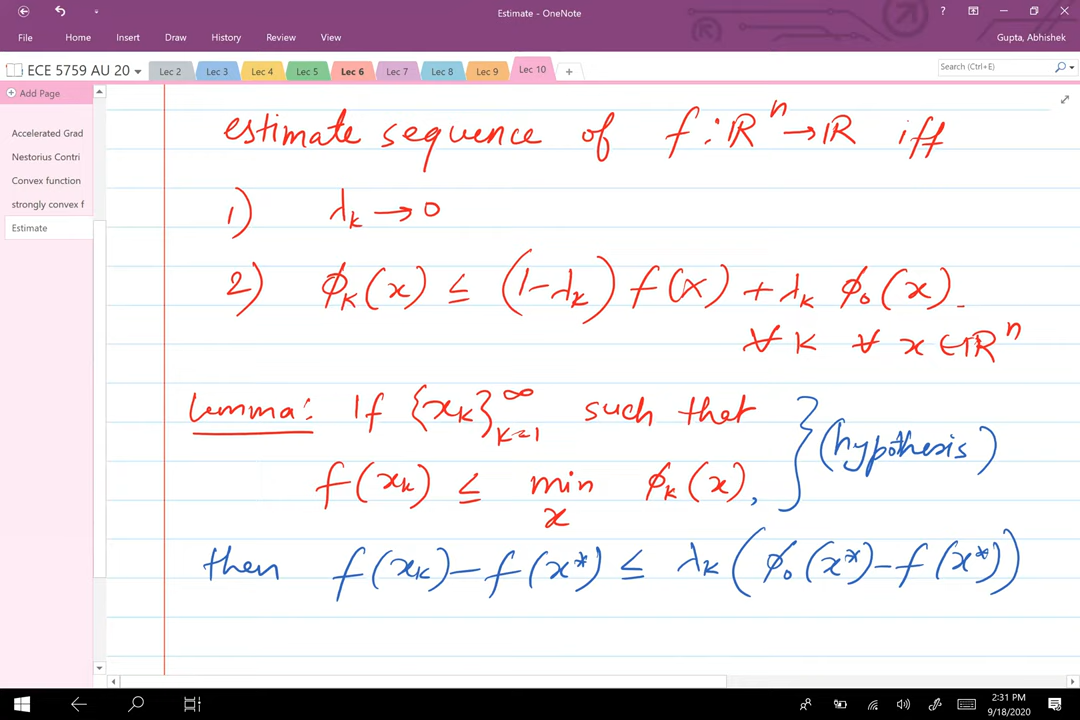 Estimate - OneNote
Gupta, Abhishek
File Home Insert Draw History Review View
ECE 5759 AU 20 Lec 2 Lec 3 Lec 4 Lec 5 Lec 6 Lec 7 Lec 8 Lec 9 Lec 10
Search (Ctrl+E)
Add Page
Accelerated Grad
Nestorius Contri
Convex function
strongly convex f
Estimate
estimate sequence of f: ℝⁿ → ℝ iff
1) λₖ → 0
2) ϕₖ(x) ≤ (1-λₖ) f(x) + λₖ ϕ₀(x).
∀ k ∀ x ∈ ℝⁿ
Lemma: If {xₖ}_{k=1}^∞ such that
f(xₖ) ≤ min_x ϕₖ(x), } (hypothesis)
then f(xₖ) - f(x*) ≤ λₖ (ϕ₀(x*) - f(x*))
2:31 PM
9/18/2020